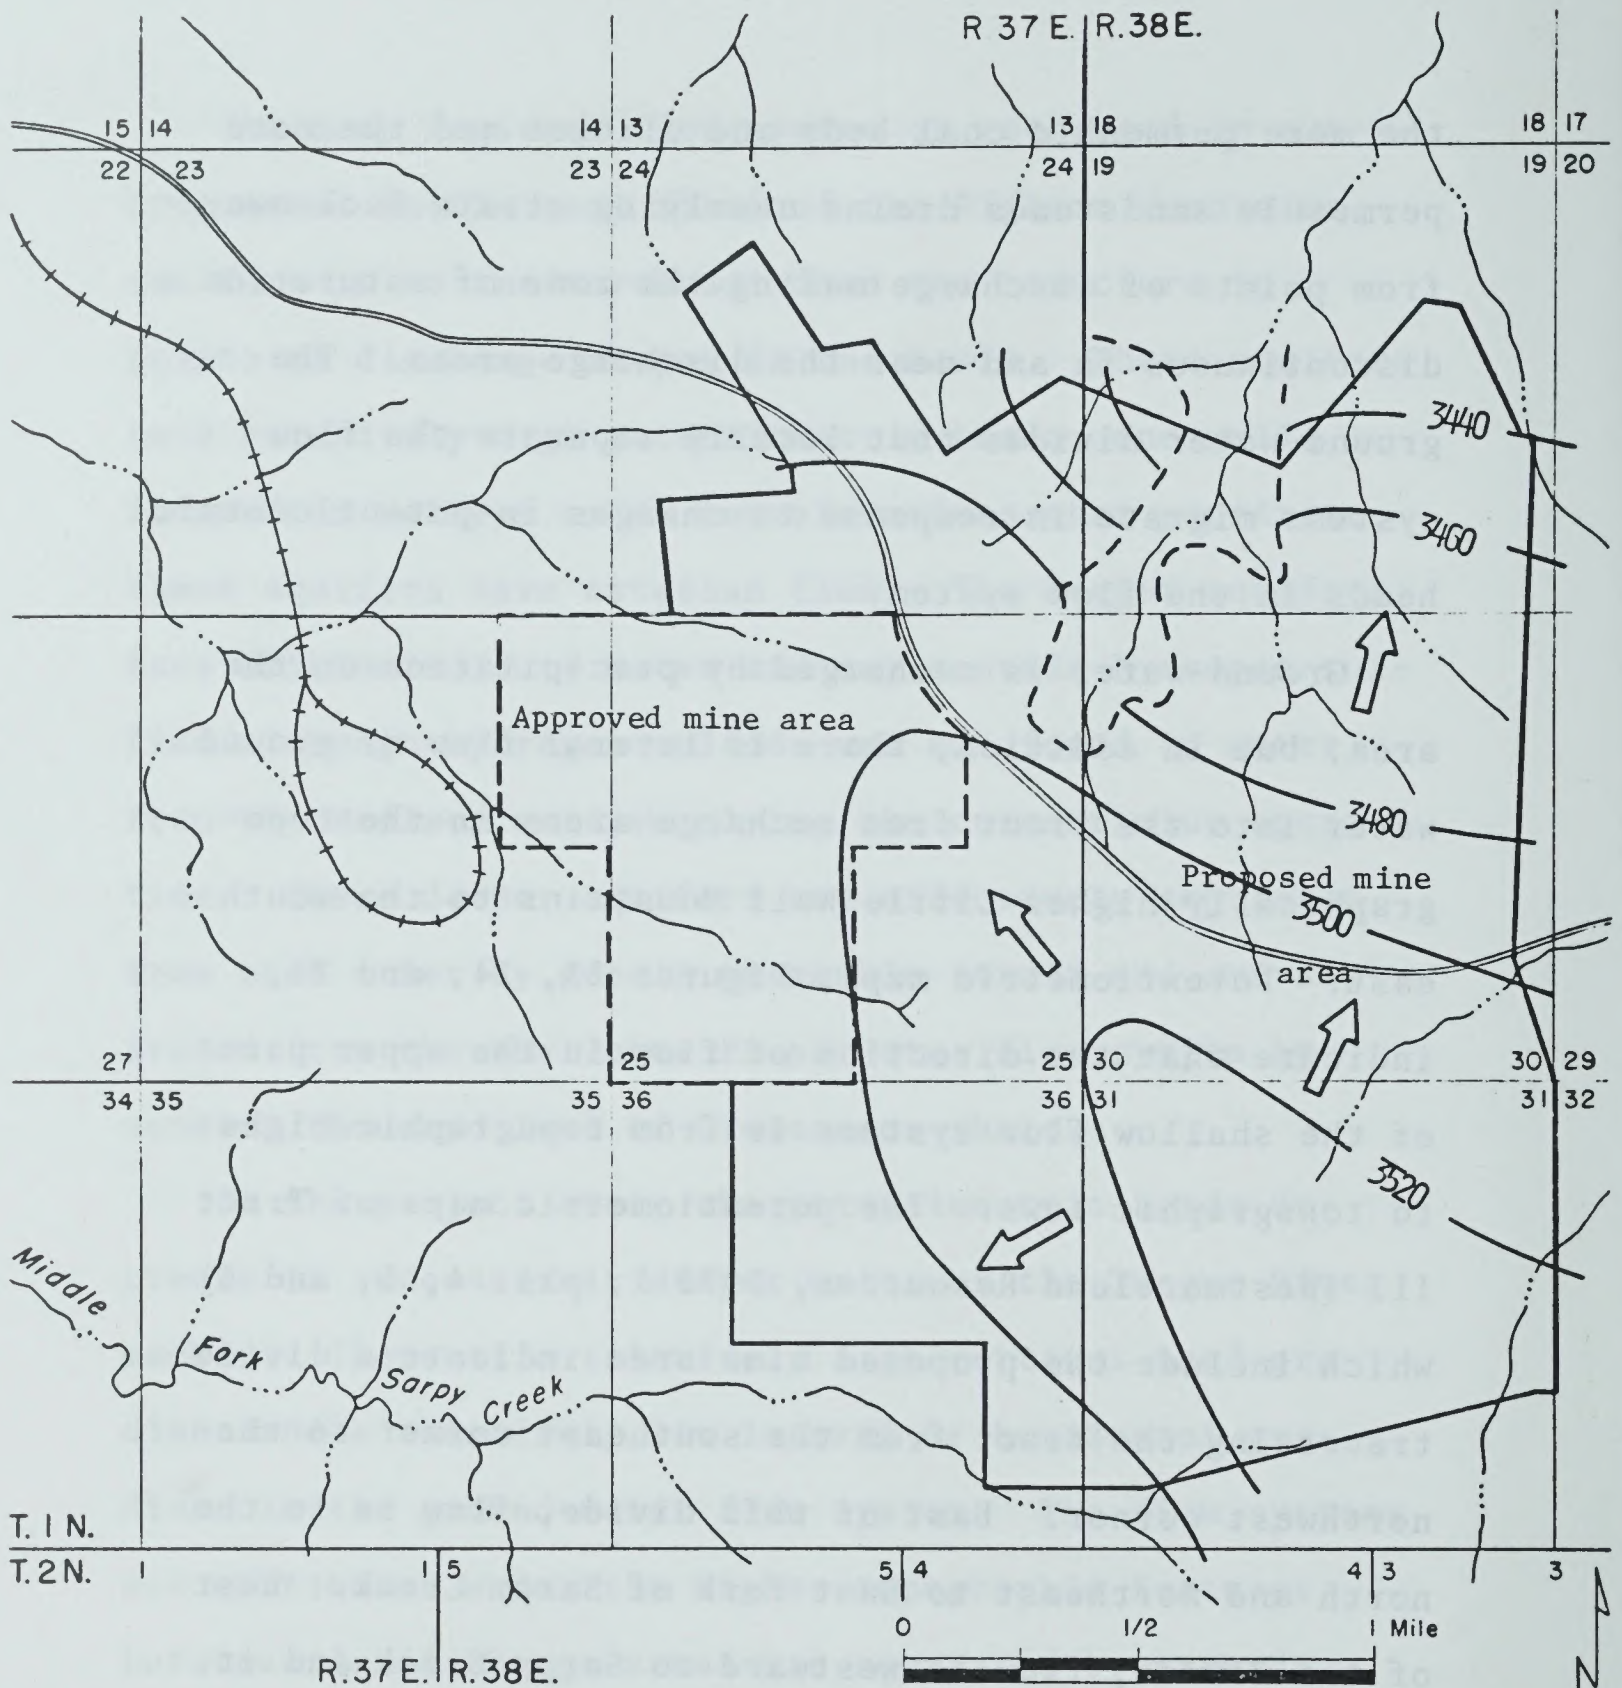 R 37 E. R. 38 E.
15 14
22 23
14 13
23 24
13 18
24 19
18 17
19 20
3440
3460
Approved mine area
3480
Proposed mine
3500
area
27 25
34 35
35 36
25 30
36 31
30 29
31 32
3520
Middle
Fork
Sarpy
Creek
T. 1 N.
T. 2 N.
1 5
5 4
4 3
3
0 1/2 1 Mile
R. 37 E. R. 38 E.
N